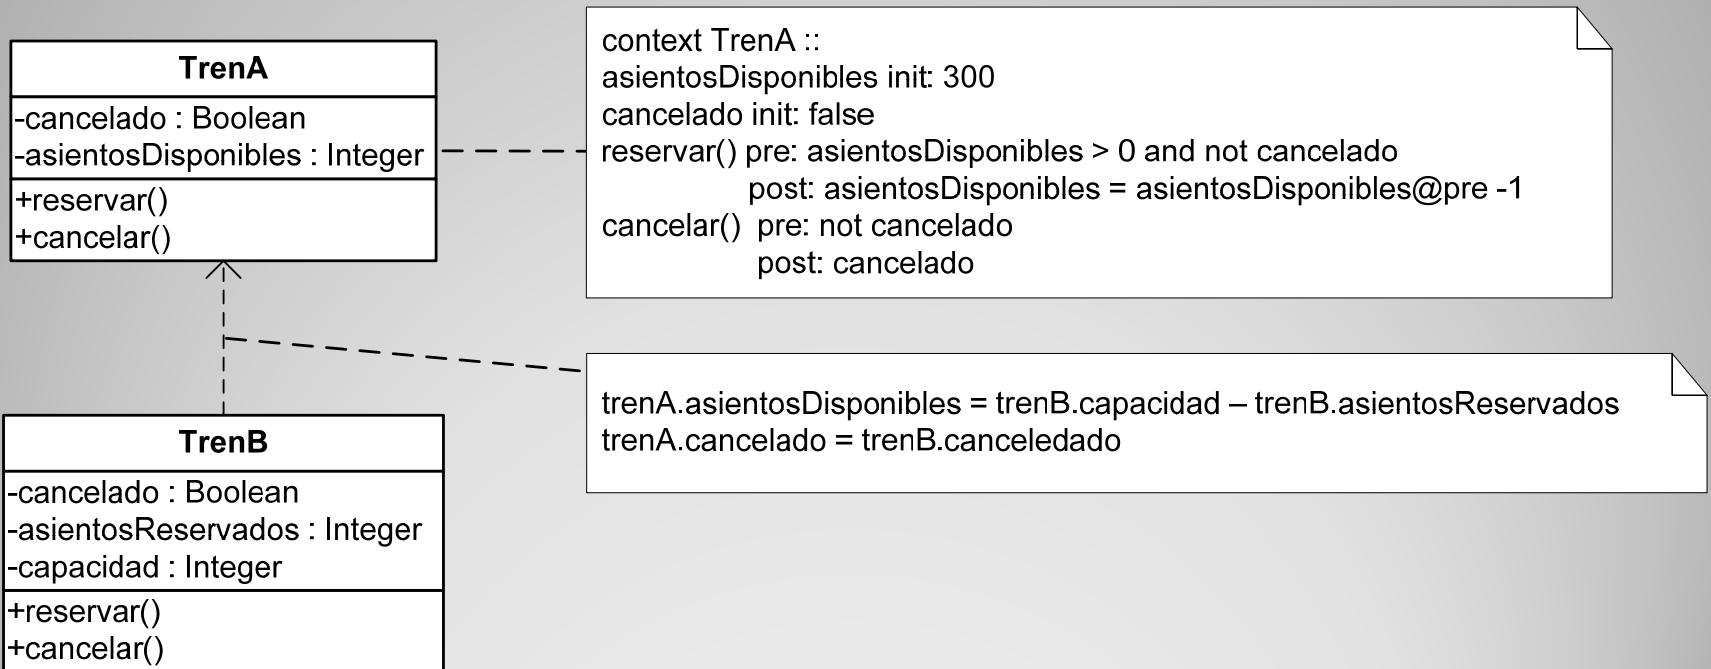 TrenA
-cancelado : Boolean
-asientosDisponibles : Integer
+reservar()
+cancelar()
context TrenA ::
asientosDisponibles init: 300
cancelado init: false
reservar() pre: asientosDisponibles > 0 and not cancelado
post: asientosDisponibles = asientosDisponibles@pre -1
cancelar() pre: not cancelado
post: cancelado
trenA.asientosDisponibles = trenB.capacidad – trenB.asientosReservados
trenA.cancelado = trenB.canceledado
TrenB
-cancelado : Boolean
-asientosReservados : Integer
-capacidad : Integer
+reservar()
+cancelar()